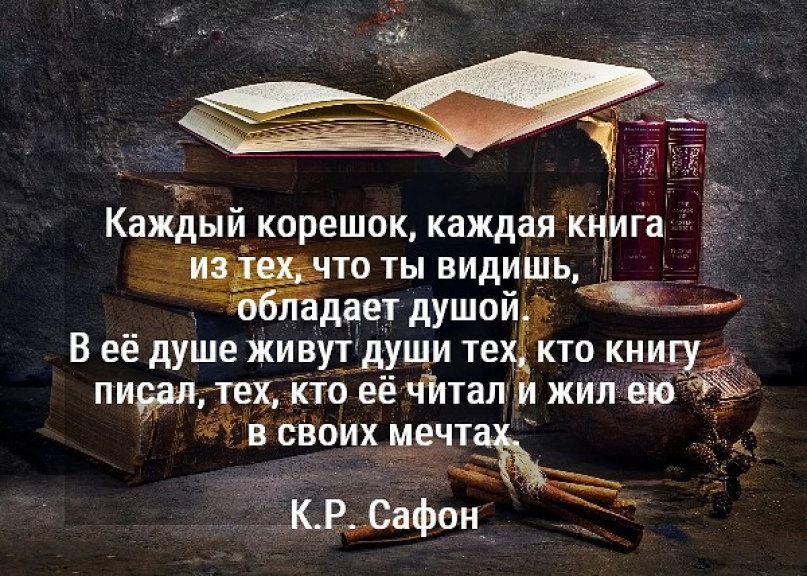 Каждый корешок, каждая книга
из тех, что ты видишь,
обладает душой.
В её душе живут души тех, кто книгу
писал, тех, кто её читал и жил ею
в своих мечтах.
К.Р. Сафон